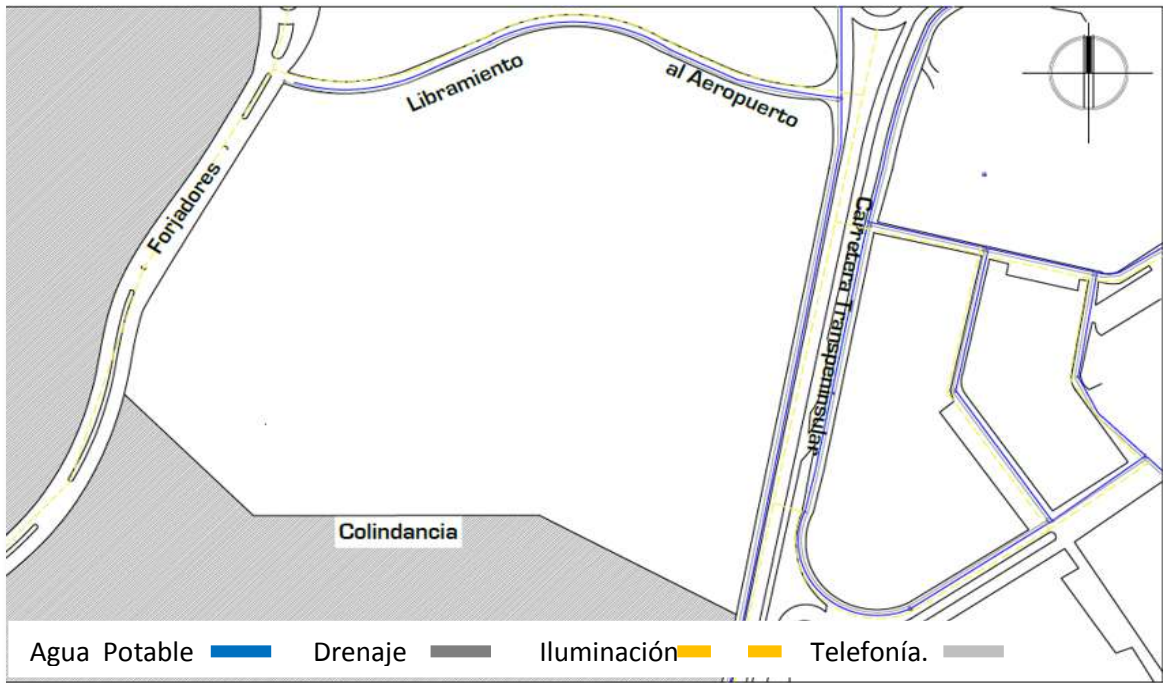 Libramiento
al Aeropuerto
Forjadores
Carretera Transpeninsular
Colindancia
Agua Potable Drenaje Iluminación Telefonía.